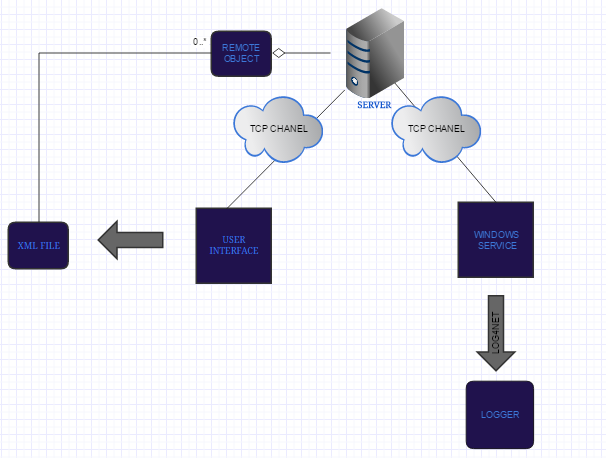 0..*
REMOTE
OBJECT
SERVER
TCP CHANEL
TCP CHANEL
XML FILE
USER
INTERFACE
WINDOWS
SERVICE
LOG4NET
LOGGER